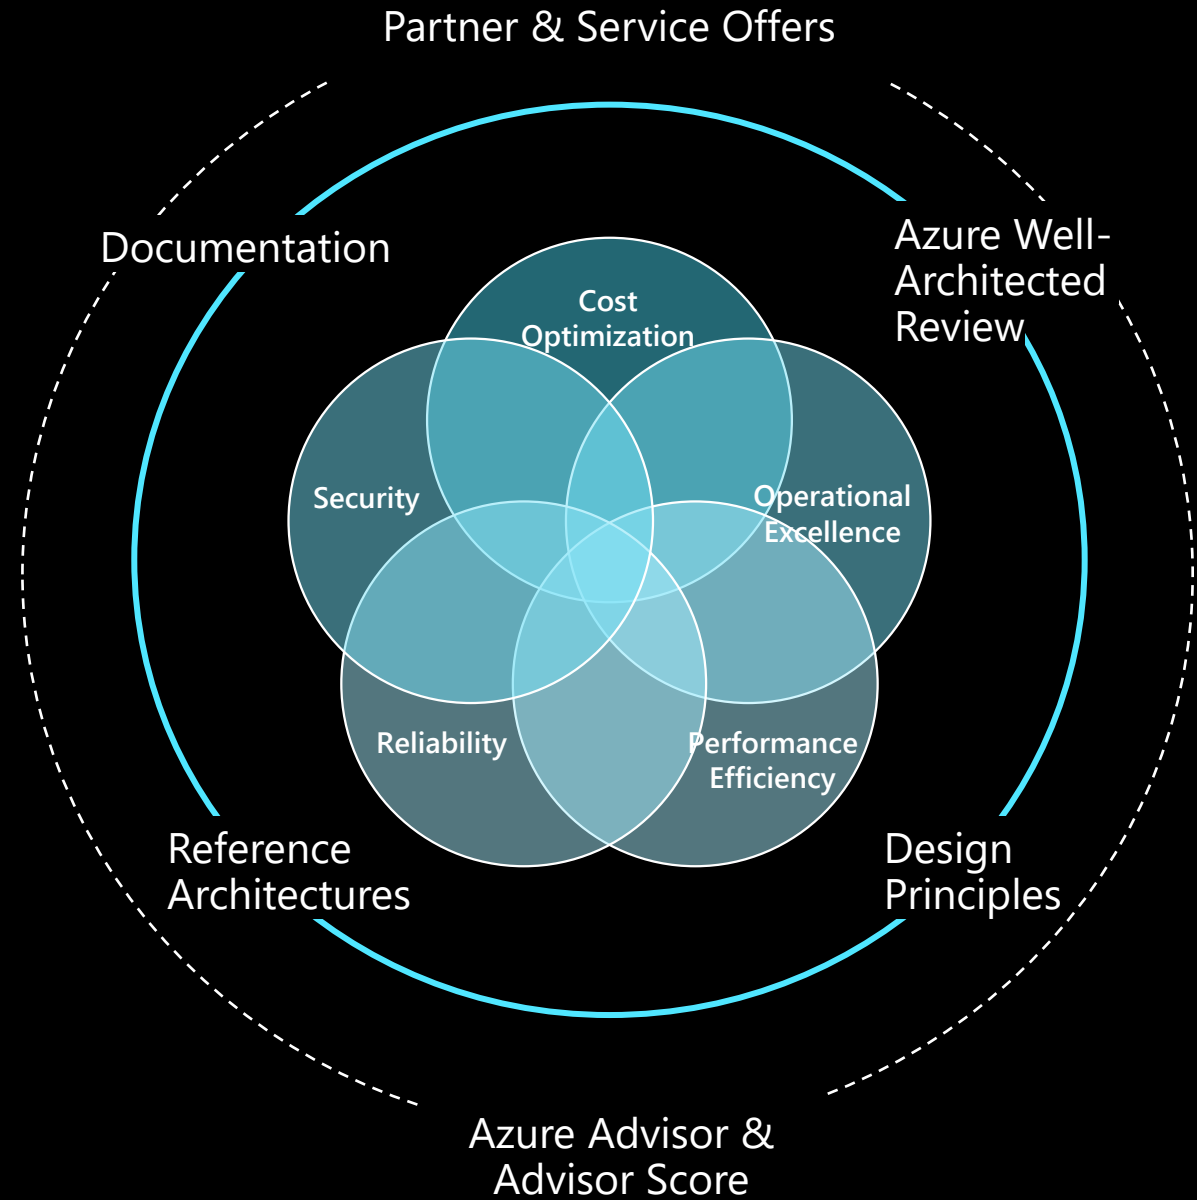 Partner & Service Offers
Documentation
Azure Well-
Architected
Review
Cost
Optimization
Security
Operational
Excellence
Reliability
Performance
Efficiency
Reference
Architectures
Design
Principles
Azure Advisor &
Advisor Score